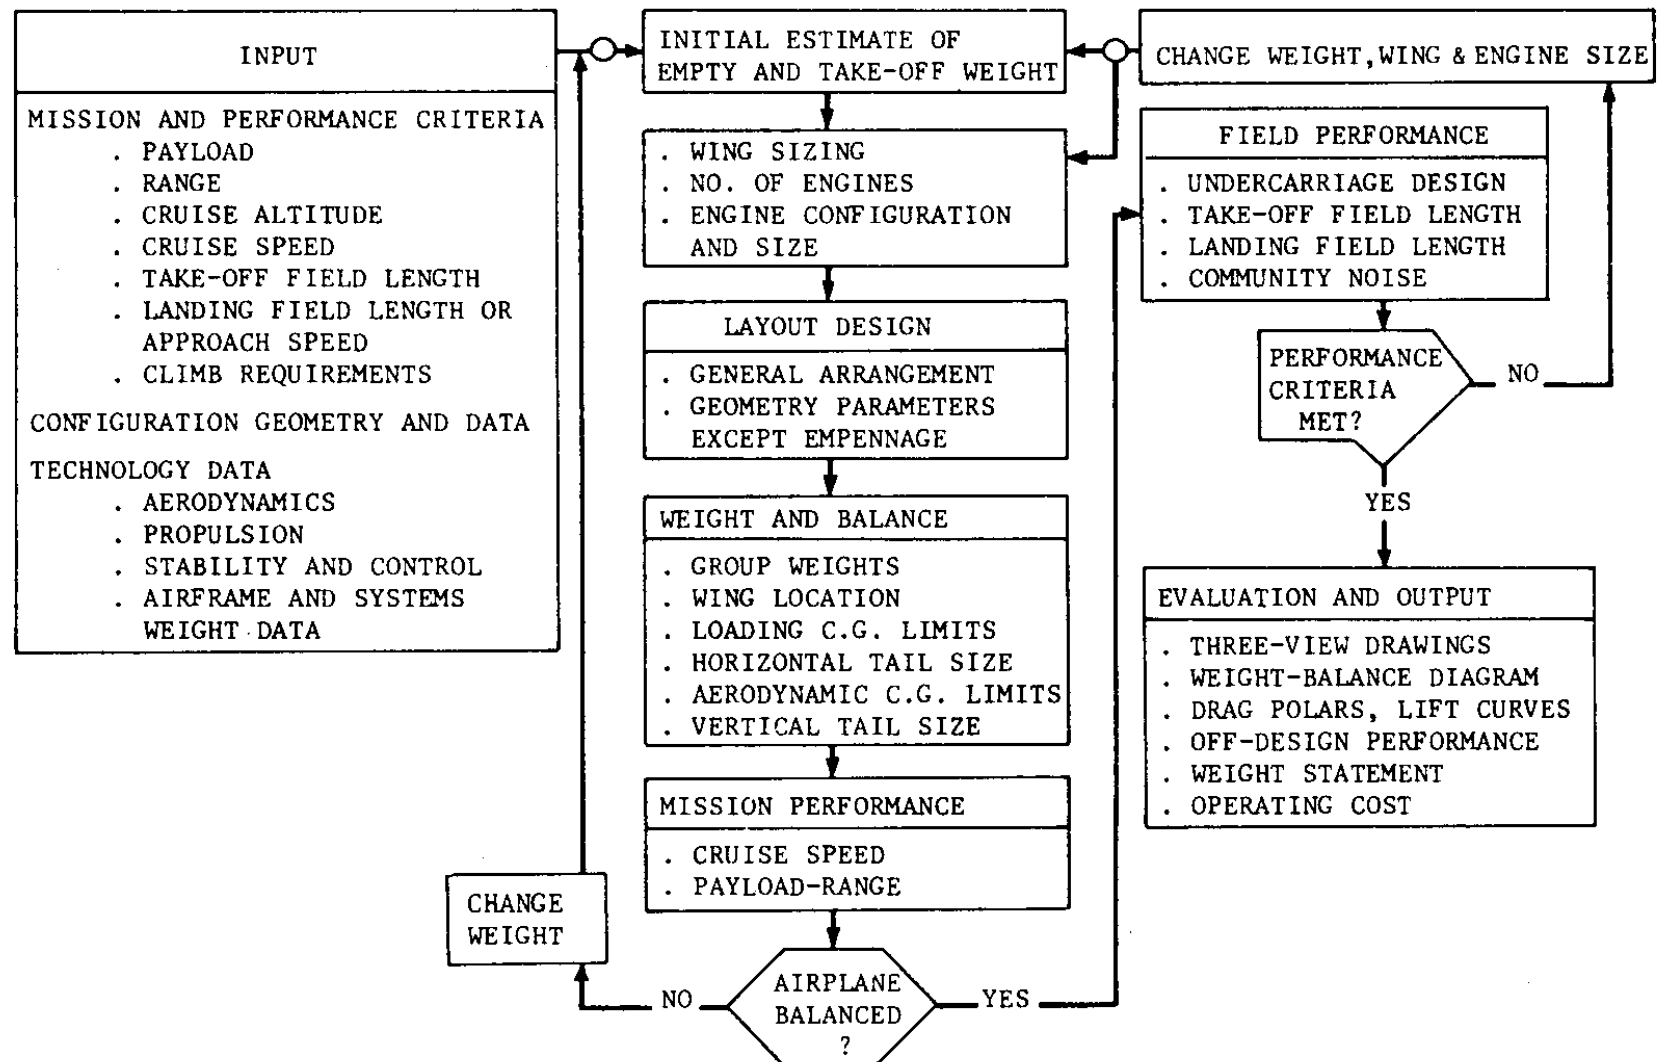 INPUT
MISSION AND PERFORMANCE CRITERIA
. PAYLOAD
. RANGE
. CRUISE ALTITUDE
. CRUISE SPEED
. TAKE-OFF FIELD LENGTH
. LANDING FIELD LENGTH OR
APPROACH SPEED
. CLIMB REQUIREMENTS
CONFIGURATION GEOMETRY AND DATA
TECHNOLOGY DATA
. AERODYNAMICS
. PROPULSION
. STABILITY AND CONTROL
. AIRFRAME AND SYSTEMS
WEIGHT DATA
INITIAL ESTIMATE OF
EMPTY AND TAKE-OFF WEIGHT
. WING SIZING
. NO. OF ENGINES
. ENGINE CONFIGURATION
AND SIZE
LAYOUT DESIGN
. GENERAL ARRANGEMENT
. GEOMETRY PARAMETERS
EXCEPT EMPENNAGE
WEIGHT AND BALANCE
. GROUP WEIGHTS
. WING LOCATION
. LOADING C.G. LIMITS
. HORIZONTAL TAIL SIZE
. AERODYNAMIC C.G. LIMITS
. VERTICAL TAIL SIZE
MISSION PERFORMANCE
. CRUISE SPEED
. PAYLOAD-RANGE
AIRPLANE
BALANCED
?
NO
CHANGE
WEIGHT
YES
FIELD PERFORMANCE
. UNDERCARRIAGE DESIGN
. TAKE-OFF FIELD LENGTH
. LANDING FIELD LENGTH
. COMMUNITY NOISE
PERFORMANCE
CRITERIA
MET?
NO
CHANGE WEIGHT, WING & ENGINE SIZE
YES
EVALUATION AND OUTPUT
. THREE-VIEW DRAWINGS
. WEIGHT-BALANCE DIAGRAM
. DRAG POLARS, LIFT CURVES
. OFF-DESIGN PERFORMANCE
. WEIGHT STATEMENT
. OPERATING COST